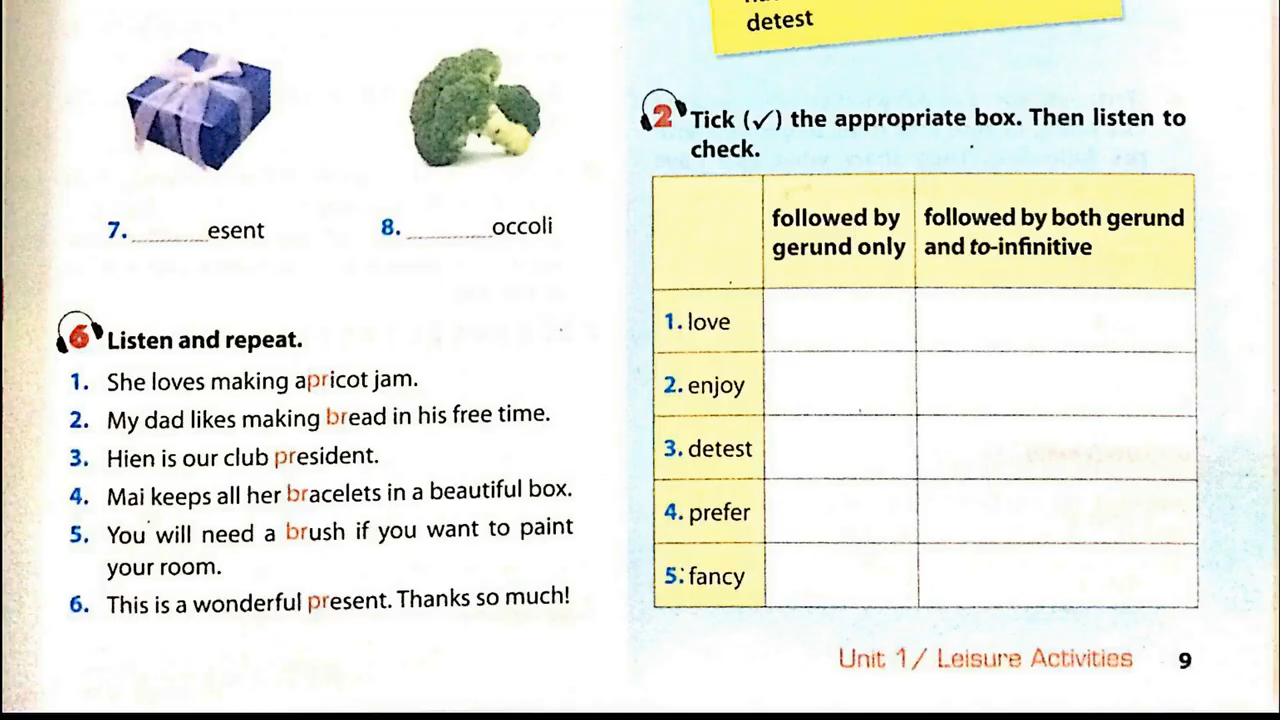 7. ______esent
8. ______occoli
6 Listen and repeat.
1. She loves making apricot jam.
2. My dad likes making bread in his free time.
3. Hien is our club president.
4. Mai keeps all her bracelets in a beautiful box.
5. You will need a brush if you want to paint
your room.
6. This is a wonderful present. Thanks so much!
detest
2 Tick (✓) the appropriate box. Then listen to
check.
followed by
gerund only
followed by both gerund
and to-infinitive
1. love
2. enjoy
3. detest
4. prefer
5. fancy
Unit 1/ Leisure Activities 9